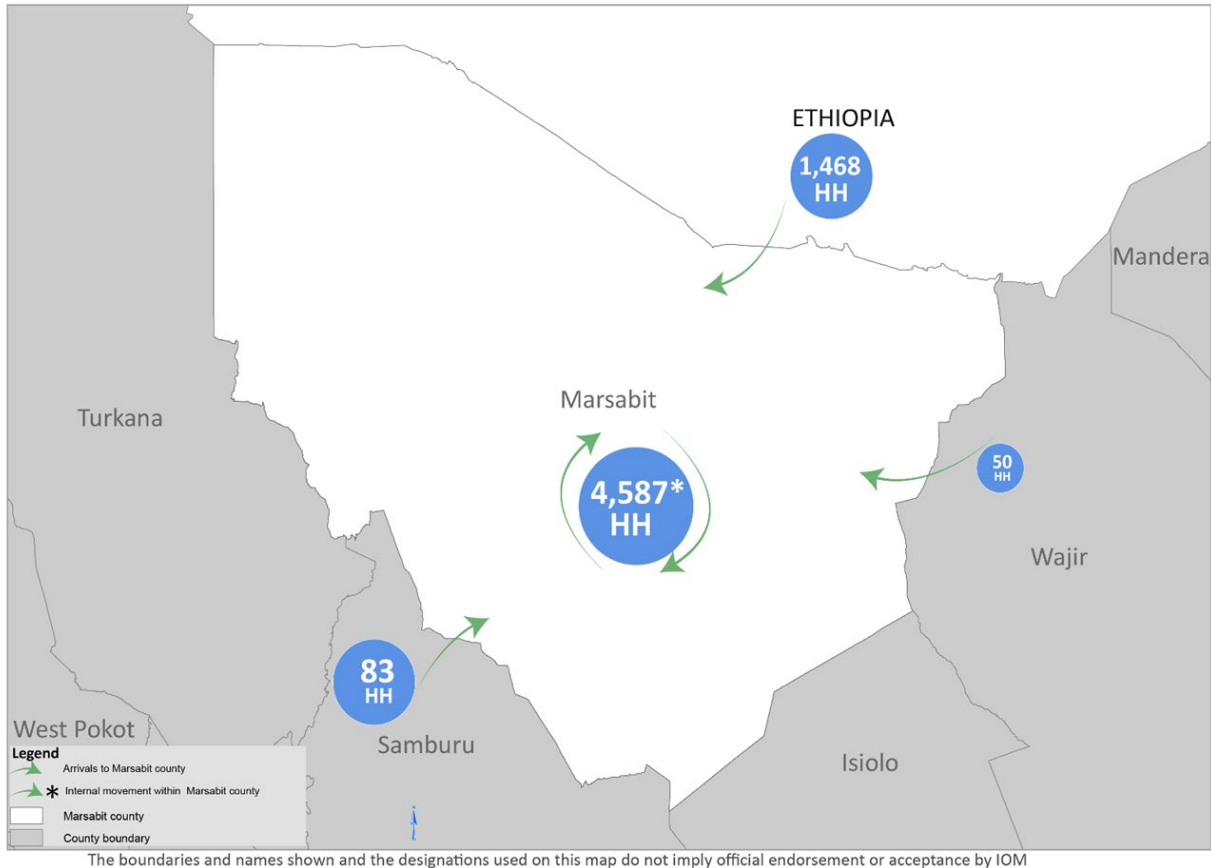 ETHIOPIA
1,468
HH
Mandera
Marsabit
Turkana
4,587*
HH
50
HH
Wajir
83
HH
West Pokot
Samburu
Isiolo
Legend
Arrivals to Marsabit county
* Internal movement within Marsabit county
Marsabit county
County boundary
The boundaries and names shown and the designations used on this map do not imply official endorsement or acceptance by IOM